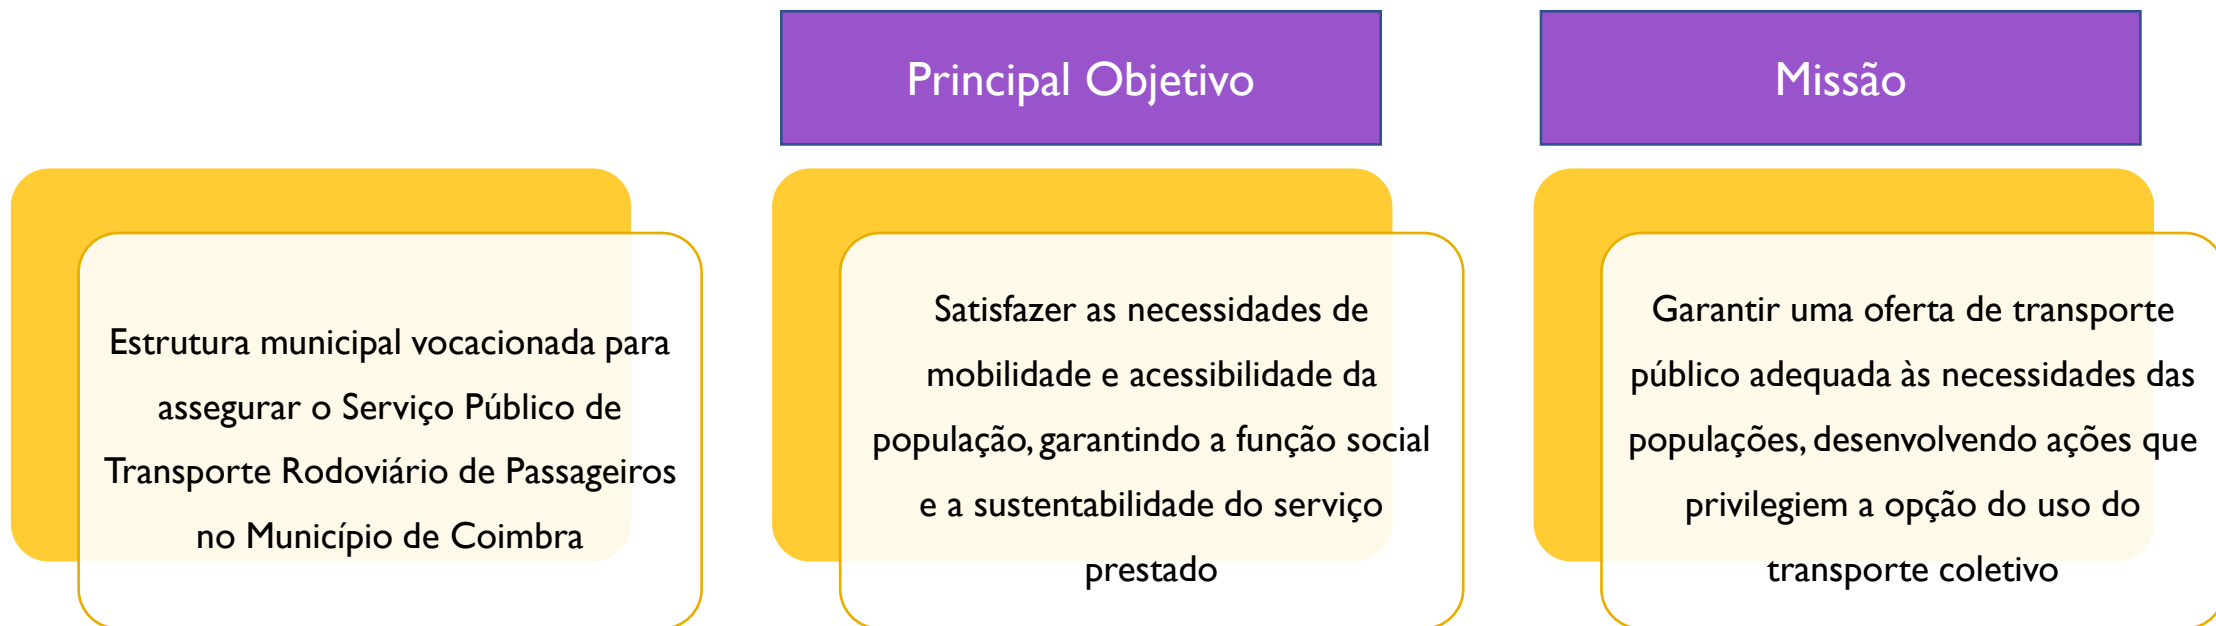 Principal Objetivo
Missão
Estrutura municipal vocacionada para
assegurar o Serviço Público de
Transporte Rodoviário de Passageiros
no Município de Coimbra
Satisfazer as necessidades de
mobilidade e acessibilidade da
população, garantindo a função social
e a sustentabilidade do serviço
prestado
Garantir uma oferta de transporte
público adequada às necessidades das
populações, desenvolvendo ações que
privilegiem a opção do uso do
transporte coletivo